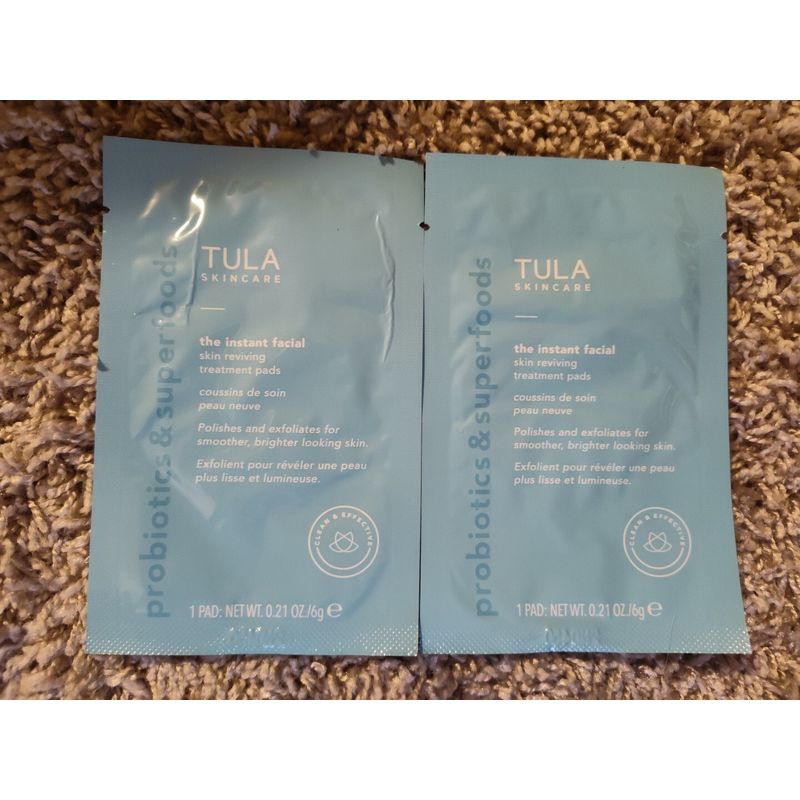 probiotics & superfoods
TULA
SKINCARE
the instant facial
skin reviving
treatment pads
coussins de soin
peau neuve
Polishes and exfoliates for
smoother, brighter looking skin.
Exfolient pour révéler une peau
plus lisse et lumineuse.
CLEAN & EFFECTIVE
1 PAD: NET WT. 0.21 OZ./6g ℮
probiotics & superfoods
TULA
SKINCARE
the instant facial
skin reviving
treatment pads
coussins de soin
peau neuve
Polishes and exfoliates for
smoother, brighter looking skin.
Exfolient pour révéler une peau
plus lisse et lumineuse.
CLEAN & EFFECTIVE
1 PAD: NET WT. 0.21 OZ./6g ℮